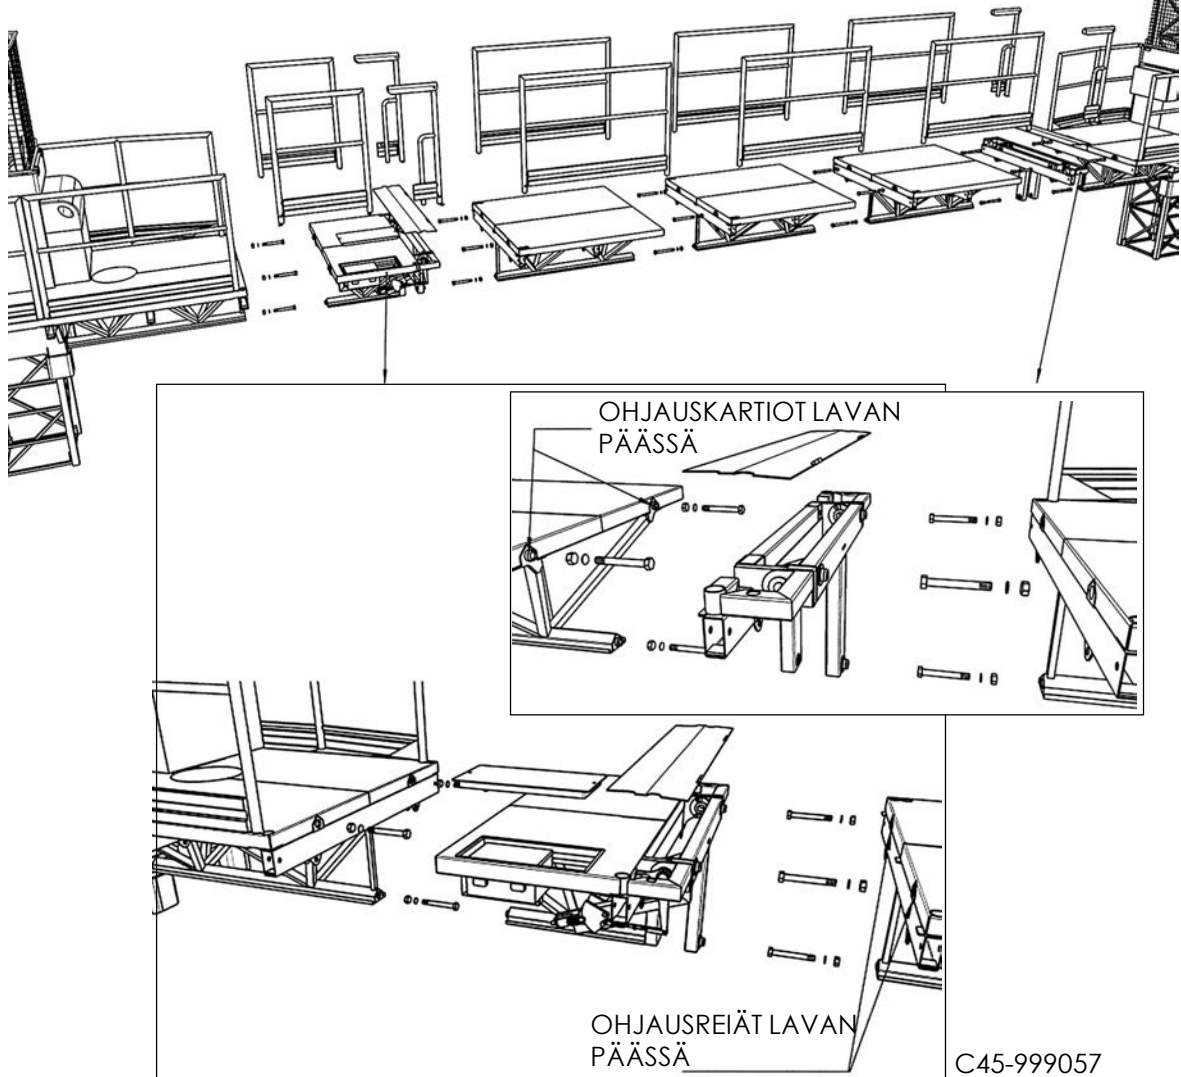 OHJAUSKARTIOT LAVAN
PÄÄSSÄ
OHJAUSREIÄT LAVAN
PÄÄSSÄ
C45-999057